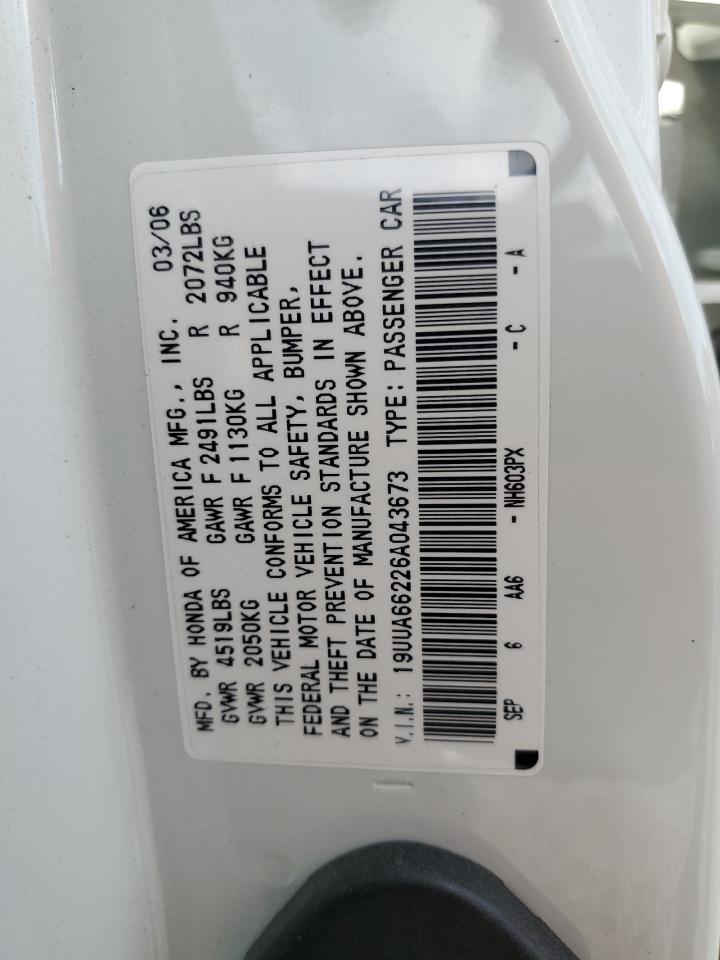 MFD. BY HONDA OF AMERICA MFG., INC. 03/06
GVWR 4519LBS GAWR F 2491LBS R 2072LBS
GVWR 2050KG GAWR F 1130KG R 940KG
THIS VEHICLE CONFORMS TO ALL APPLICABLE
FEDERAL MOTOR VEHICLE SAFETY, BUMPER,
AND THEFT PREVENTION STANDARDS IN EFFECT
ON THE DATE OF MANUFACTURE SHOWN ABOVE.
V.I.N.: 19UUA66226A043673 TYPE: PASSENGER CAR
SEP 6 AA6 - NH603PX - C - A